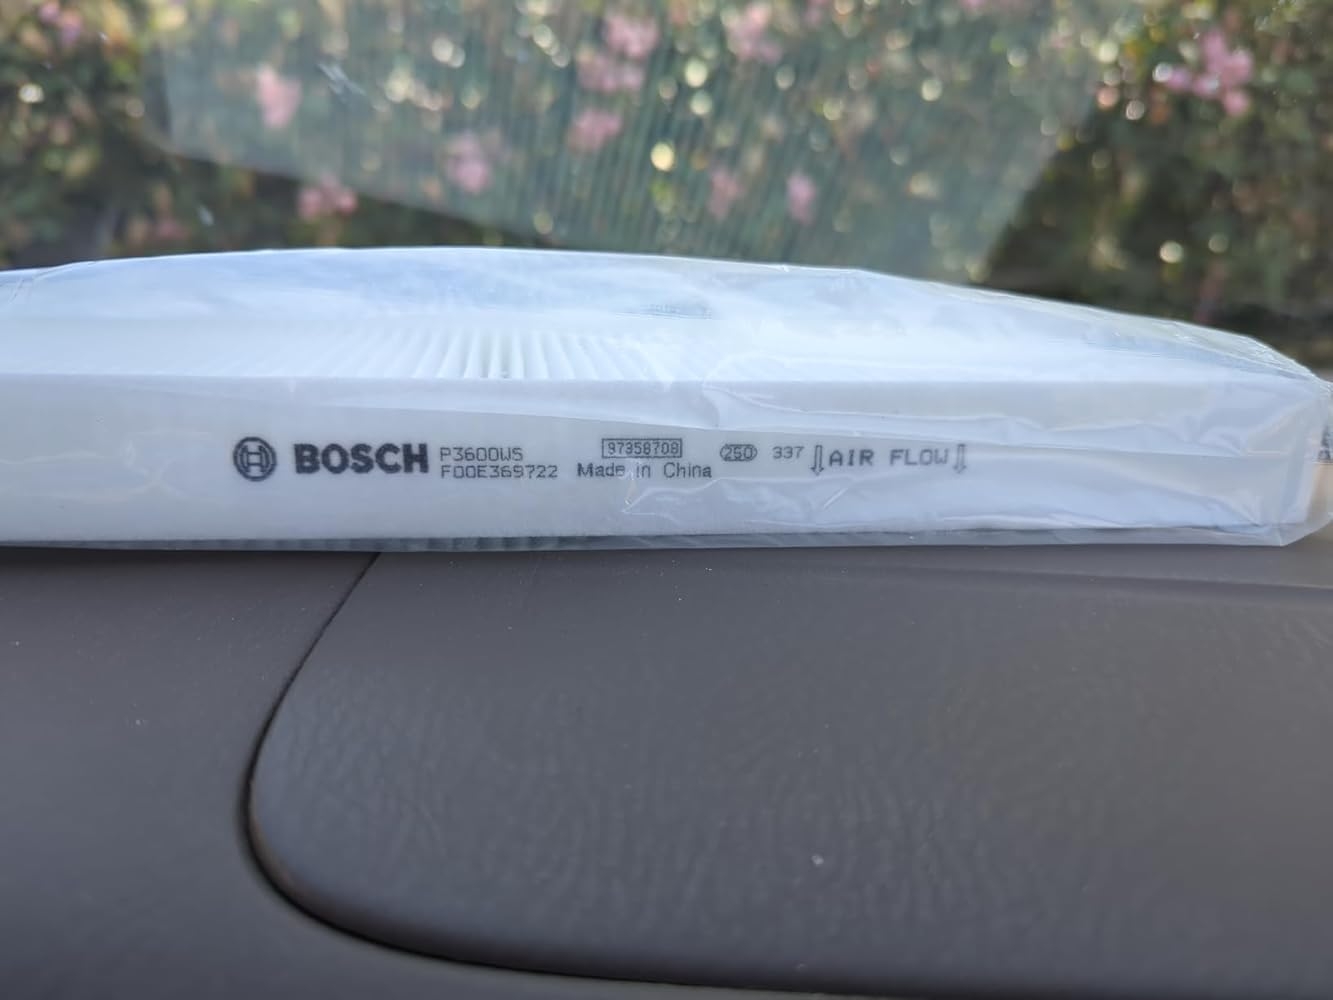 BOSCH P3600WS 97358708 250 337 AIR FLOW
F00E369722 Made in China